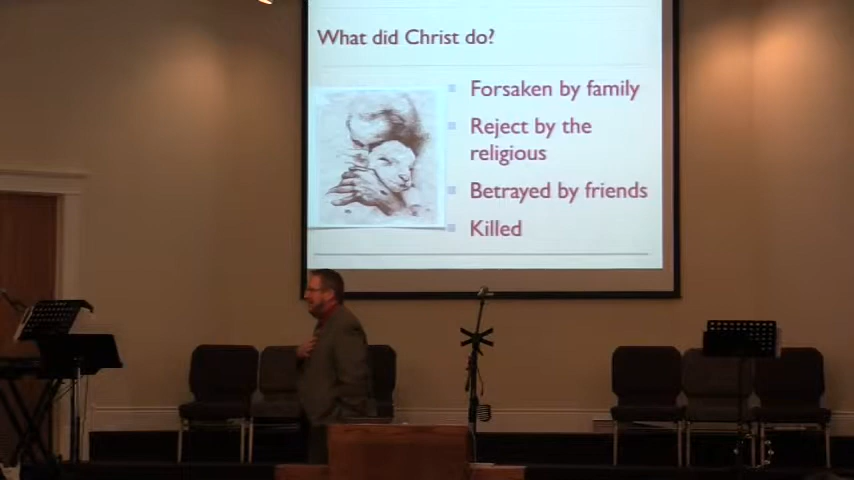 What did Christ do?
Forsaken by family
Reject by the
religious
Betrayed by friends
Killed